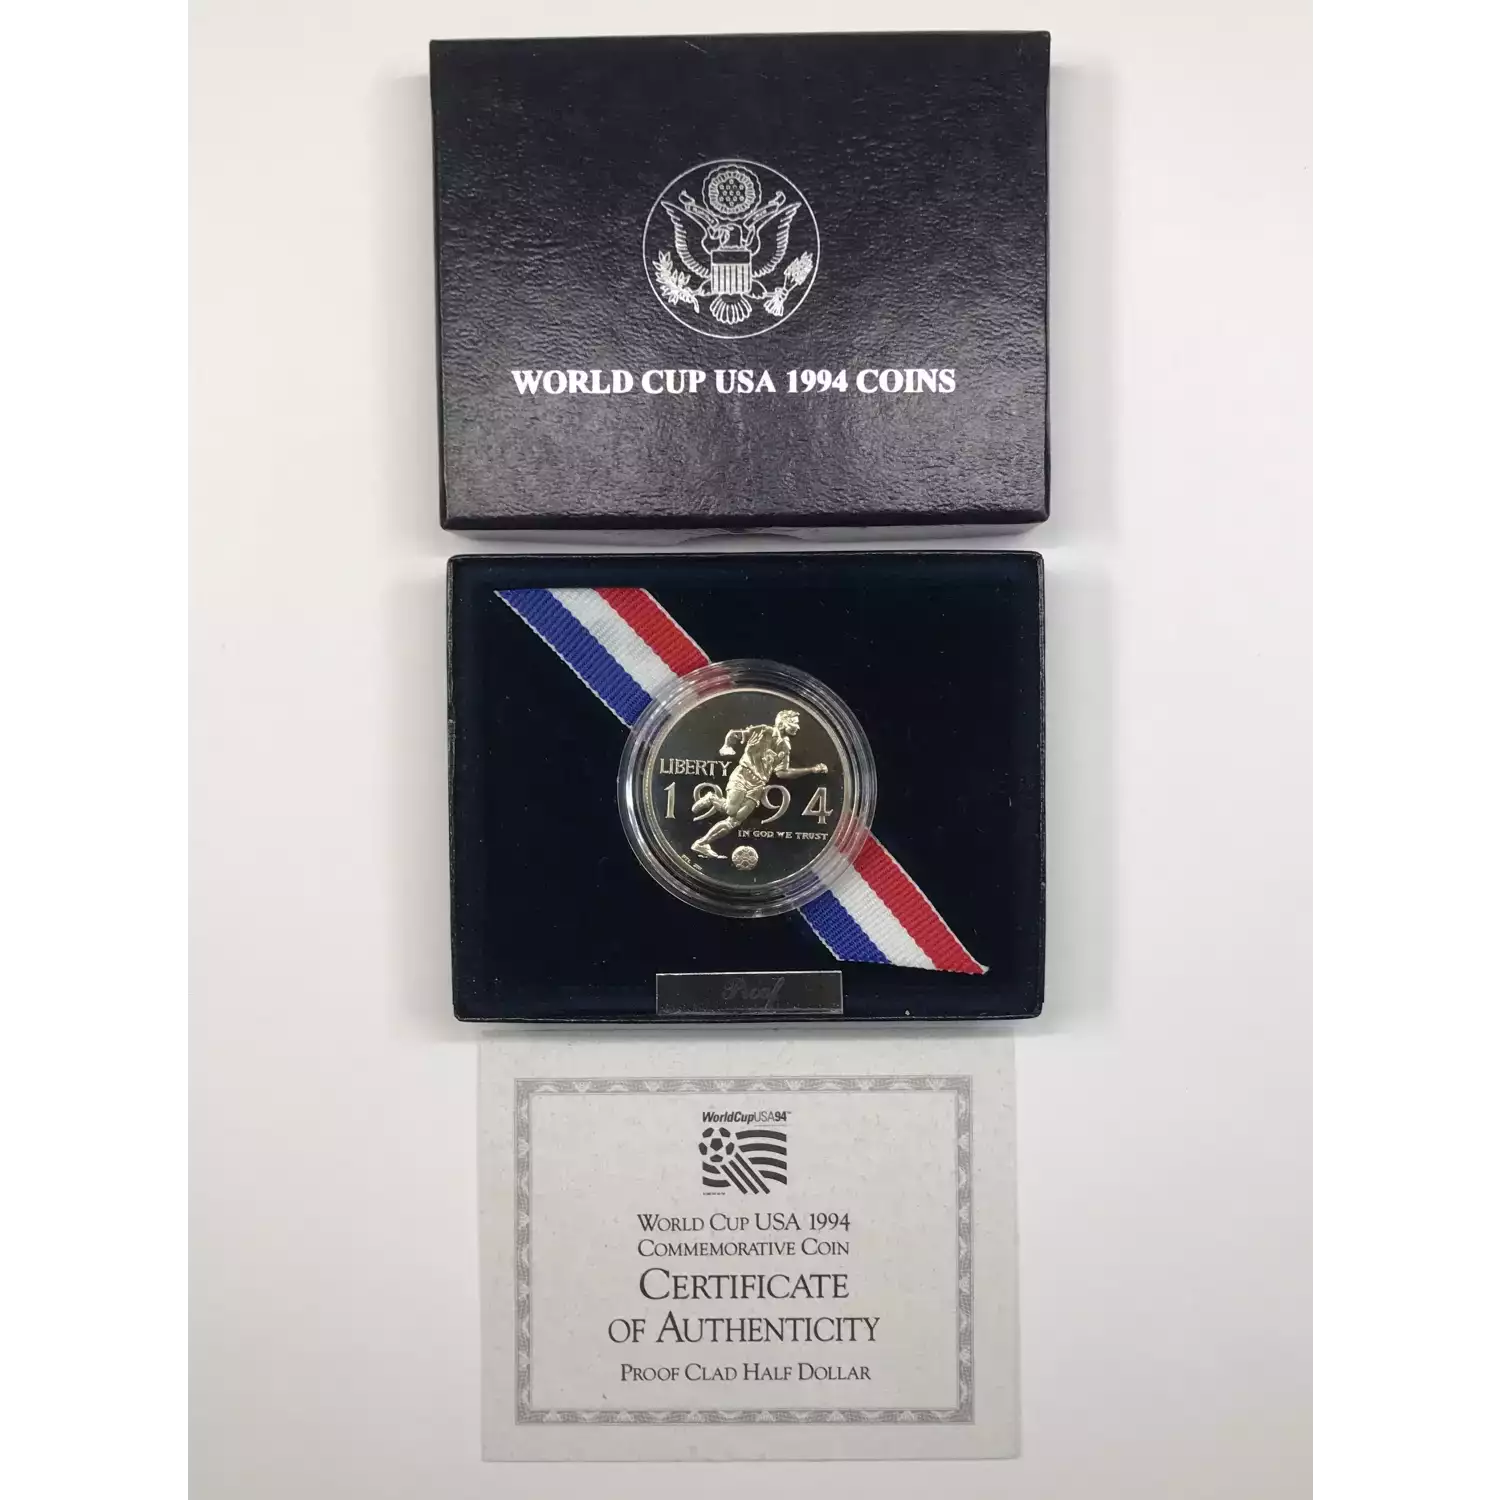 WORLD CUP USA 1994 COINS
LIBERTY
1994
IN GOD WE TRUST
Proof
WorldCupUSA94™
WORLD CUP USA 1994
COMMEMORATIVE COIN
CERTIFICATE
OF AUTHENTICITY
PROOF CLAD HALF DOLLAR